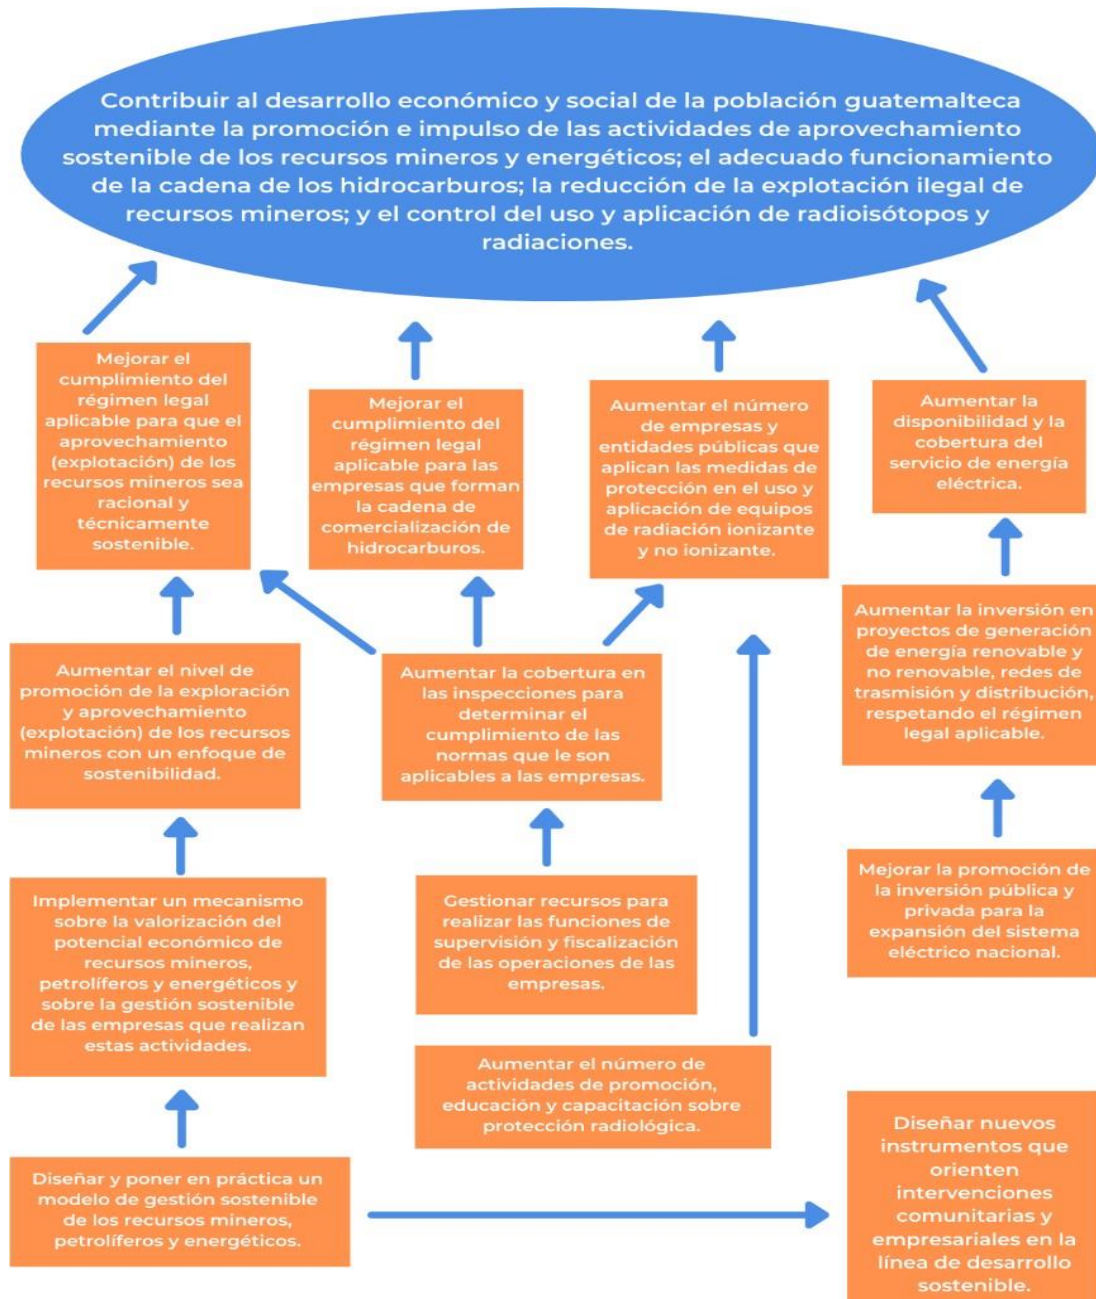 Contribuir al desarrollo económico y social de la población guatemalteca
mediante la promoción e impulso de las actividades de aprovechamiento
sostenible de los recursos mineros y energéticos; el adecuado funcionamiento
de la cadena de los hidrocarburos; la reducción de la explotación ilegal de
recursos mineros; y el control del uso y aplicación de radioisótopos y
radiaciones.
Mejorar el
cumplimiento del
régimen legal
aplicable para que el
aprovechamiento
(explotación) de los
recursos mineros sea
racional y
técnicamente
sostenible.
Mejorar el
cumplimiento del
régimen legal
aplicable para las
empresas que forman
la cadena de
comercialización de
hidrocarburos.
Aumentar el número
de empresas y
entidades públicas que
aplican las medidas de
protección en el uso y
aplicación de equipos
de radiación ionizante
y no ionizante.
Aumentar la
disponibilidad y la
cobertura del
servicio de energía
eléctrica.
Aumentar el nivel de
promoción de la exploración
y aprovechamiento
(explotación) de los recursos
mineros con un enfoque de
sostenibilidad.
Aumentar la cobertura en
las inspecciones para
determinar el
cumplimiento de las
normas que le son
aplicables a las empresas.
Aumentar la inversión en
proyectos de generación
de energía renovable y
no renovable, redes de
trasmisión y distribución,
respetando el régimen
legal aplicable.
Implementar un mecanismo
sobre la valorización del
potencial económico de
recursos mineros,
petrolíferos y energéticos y
sobre la gestión sostenible
de las empresas que realizan
estas actividades.
Gestionar recursos para
realizar las funciones de
supervisión y fiscalización
de las operaciones de las
empresas.
Mejorar la promoción de
la inversión pública y
privada para la
expansión del sistema
eléctrico nacional.
Aumentar el número de
actividades de promoción,
educación y capacitación sobre
protección radiológica.
Diseñar y poner en práctica un
modelo de gestión sostenible
de los recursos mineros,
petrolíferos y energéticos.
Diseñar nuevos
instrumentos que
orienten
intervenciones
comunitarias y
empresariales en la
línea de desarrollo
sostenible.